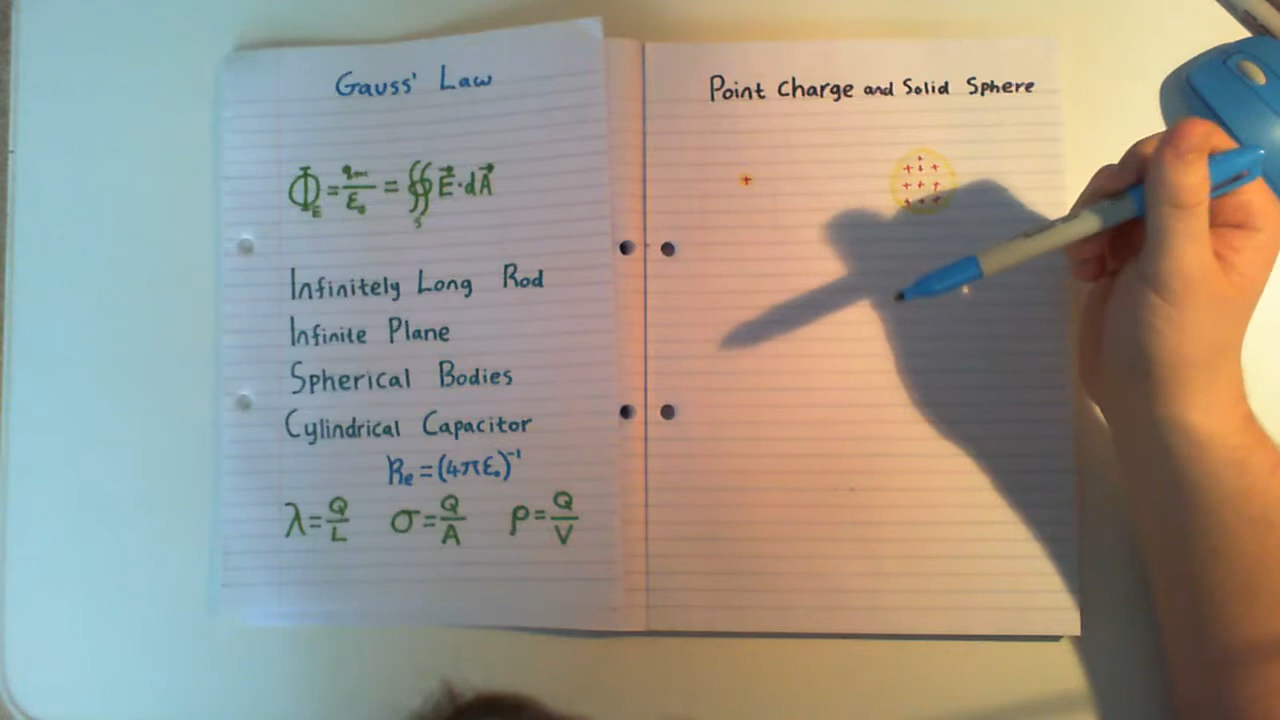 Gauss' Law
Φ_E = q_enc/ε₀ = ∯_S E⃗·dA⃗
Infinitely Long Rod
Infinite Plane
Spherical Bodies
Cylindrical Capacitor
k_e = (4πε₀)⁻¹
λ = Q/L σ = Q/A ρ = Q/V
Point Charge and Solid Sphere
+
+
+ + +
+ + +
+ + +